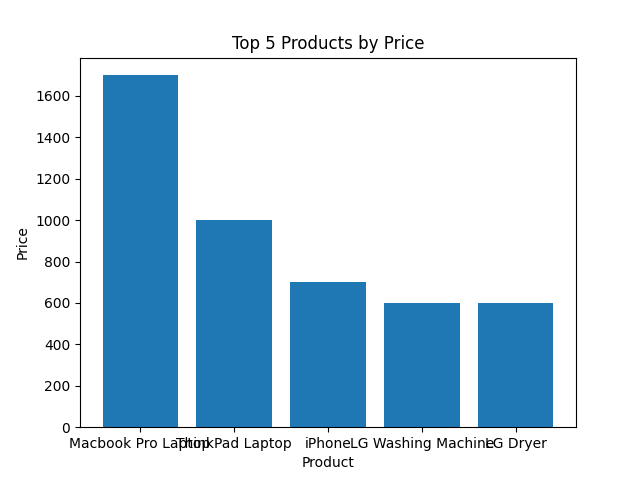 Top 5 Products by Price
Price
1600
1400
1200
1000
800
600
400
200
0
Macbook Pro Laptop ThinkPad Laptop iPhone LG Washing Machine LG Dryer
Product